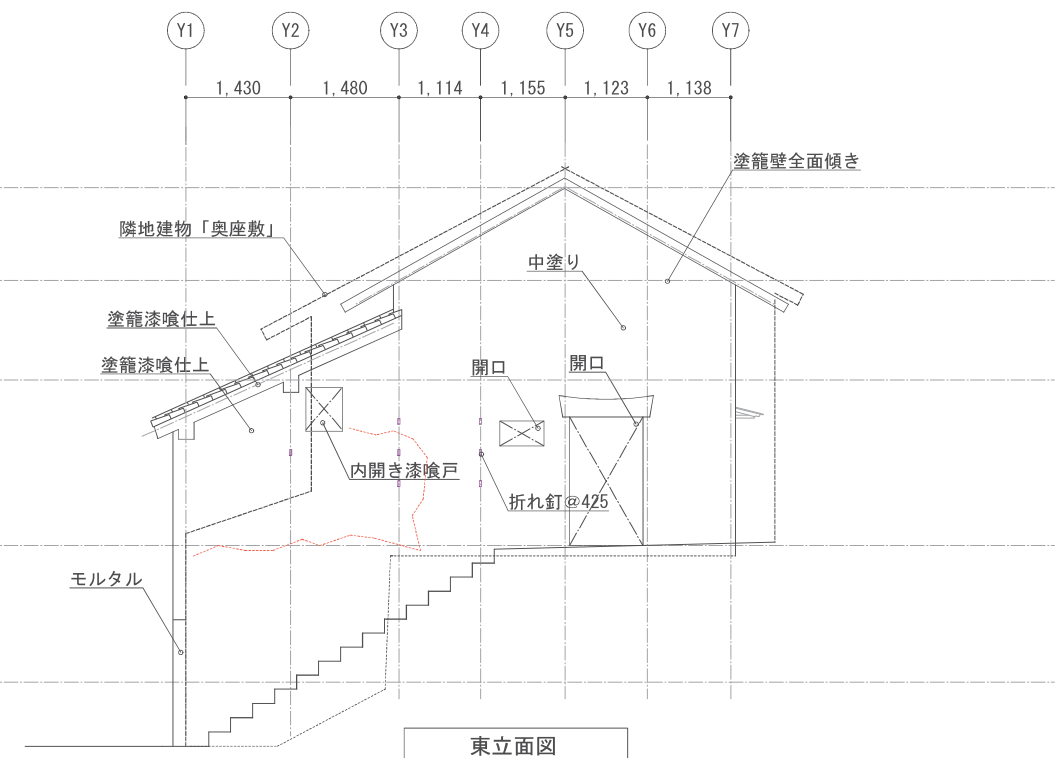 Y1 Y2 Y3 Y4 Y5 Y6 Y7
1,430 1,480 1,114 1,155 1,123 1,138
塗籠壁全面傾き
隣地建物「奥座敷」
中塗り
塗籠漆喰仕上
塗籠漆喰仕上
開口
開口
内開き漆喰戸
折れ釘@425
モルタル
東立面図